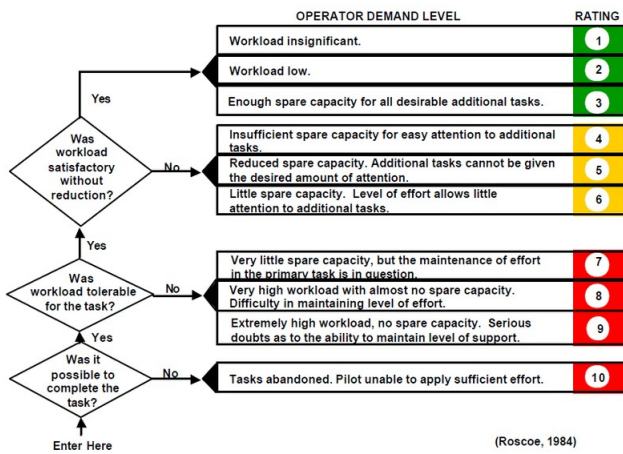 OPERATOR DEMAND LEVEL
RATING
Workload insignificant.
1
Workload low.
2
Enough spare capacity for all desirable additional tasks.
3
Yes
Was
workload
satisfactory
without
reduction?
No
Insufficient spare capacity for easy attention to additional
tasks.
4
Reduced spare capacity. Additional tasks cannot be given
the desired amount of attention.
5
Little spare capacity. Level of effort allows little
attention to additional tasks.
6
Yes
Was
workload tolerable
for the task?
No
Very little spare capacity, but the maintenance of effort
in the primary task is in question.
7
Very high workload with almost no spare capacity.
Difficulty in maintaining level of effort.
8
Extremely high workload, no spare capacity. Serious
doubts as to the ability to maintain level of support.
9
Yes
Was it
possible to
complete the
task?
No
Tasks abandoned. Pilot unable to apply sufficient effort.
10
Enter Here
(Roscoe, 1984)